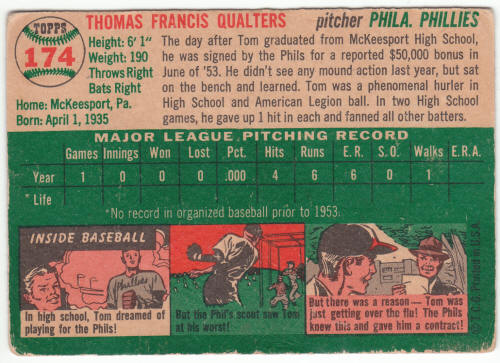 TOPPS
174
THOMAS FRANCIS QUALTERS pitcher PHILA. PHILLIES
Height: 6' 1"
Weight: 190
Throws Right
Bats Right
Home: McKeesport, Pa.
Born: April 1, 1935
The day after Tom graduated from McKeesport High School,
he was signed by the Phils for a reported $50,000 bonus in
June of '53. He didn't see any mound action last year, but sat
on the bench and learned. Tom was a phenomenal hurler in
High School and American Legion ball. In two High School
games, he gave up 1 hit in each and fanned all other batters.
MAJOR LEAGUE PITCHING RECORD
Games Innings Won Lost Pct. Hits Runs E.R. S.O. Walks E.R.A.
Year 1 0 0 0 .000 4 6 6 0 1
* Life
*No record in organized baseball prior to 1953.
INSIDE BASEBALL
Phillies
In high school, Tom dreamed of
playing for the Phils!
But the Phil's scout saw Tom
at his worst!
But there was a reason — Tom was
just getting over the flu! The Phils
knew this and gave him a contract!
Printed in U.S.A.